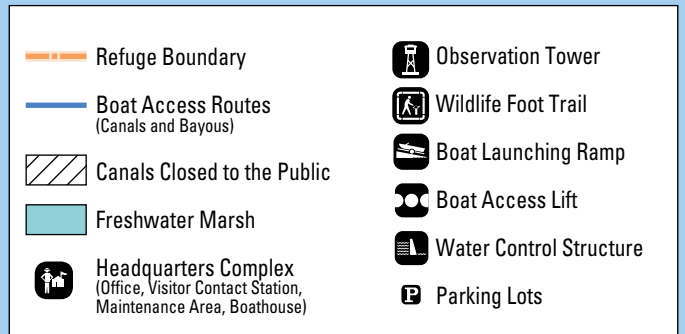 Refuge Boundary
Boat Access Routes
(Canals and Bayous)
Canals Closed to the Public
Freshwater Marsh
Headquarters Complex
(Office, Visitor Contact Station,
Maintenance Area, Boathouse)
Observation Tower
Wildlife Foot Trail
Boat Launching Ramp
Boat Access Lift
Water Control Structure
P Parking Lots